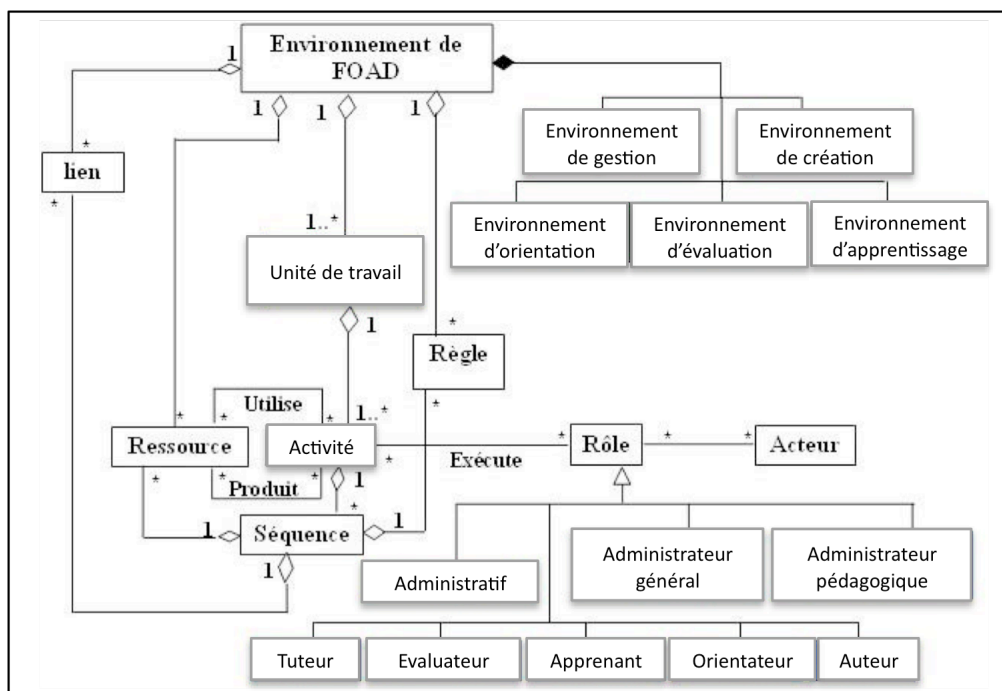 Environnement de
FOAD
1
1
1
1
*
lien
*
Environnement
de gestion
Environnement
de création
Environnement
d'orientation
Environnement
d'évaluation
Environnement
d'apprentissage
1..*
Unité de travail
1
*
Règle
*
*
*
Utilise
*
1..*
Ressource
Activité
*
Exécute
*
Rôle
*
*
Acteur
*
*
Produit
*
1
*
1
Séquence
1
1
Administratif
Administrateur
général
Administrateur
pédagogique
Tuteur
Evaluateur
Apprenant
Orientateur
Auteur